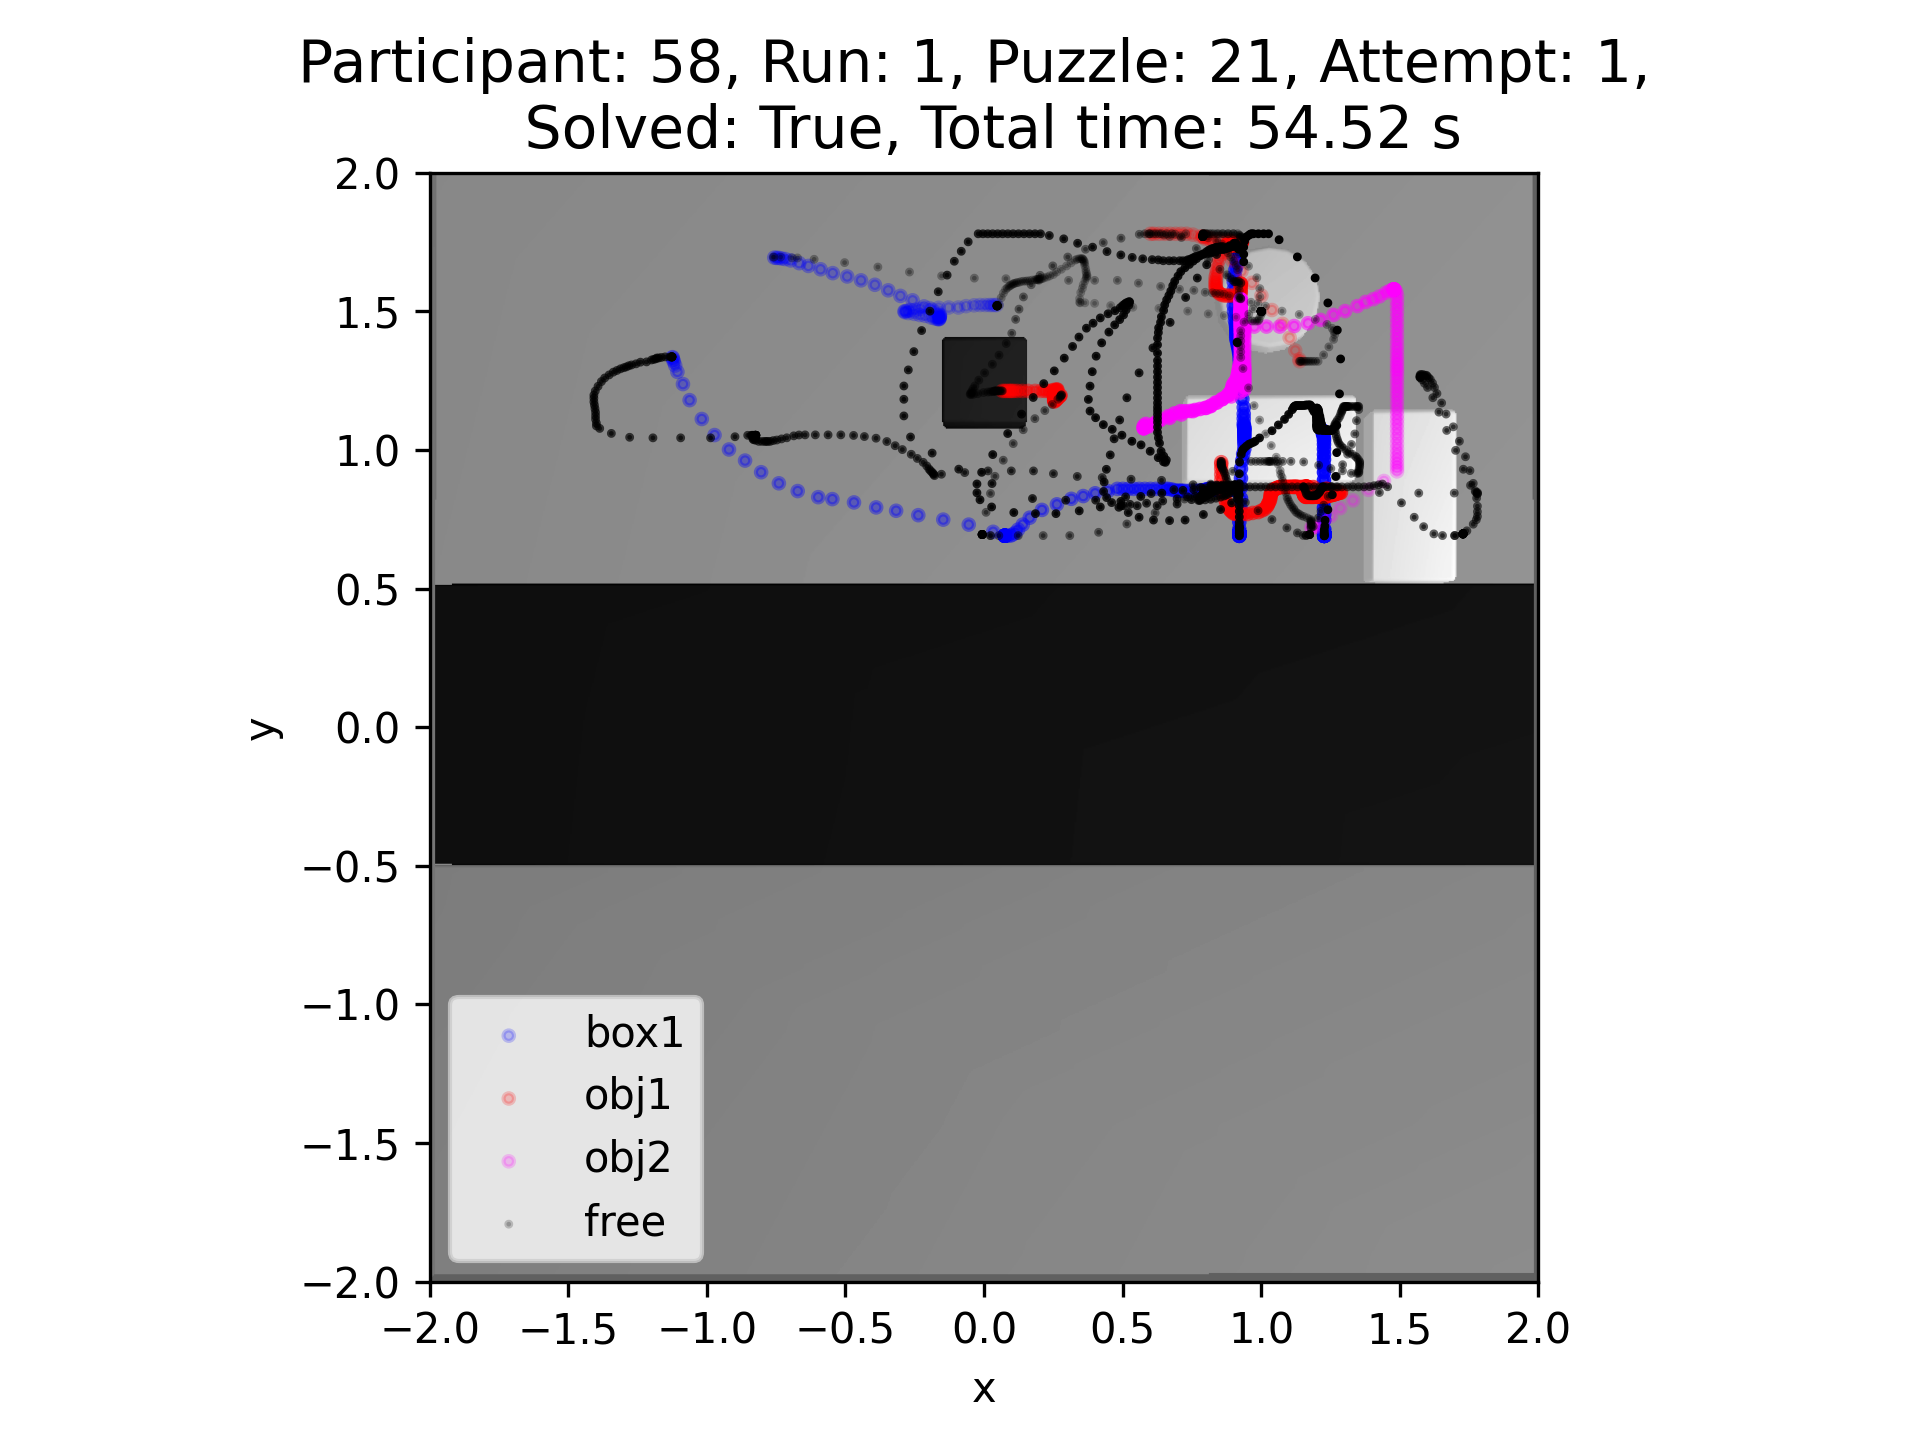 Participant: 58, Run: 1, Puzzle: 21, Attempt: 1,
Solved: True, Total time: 54.52 s
2.0
1.5
1.0
0.5
0.0
−0.5
−1.0
−1.5
−2.0
y
box1
obj1
obj2
free
−2.0 −1.5 −1.0 −0.5 0.0 0.5 1.0 1.5 2.0
x